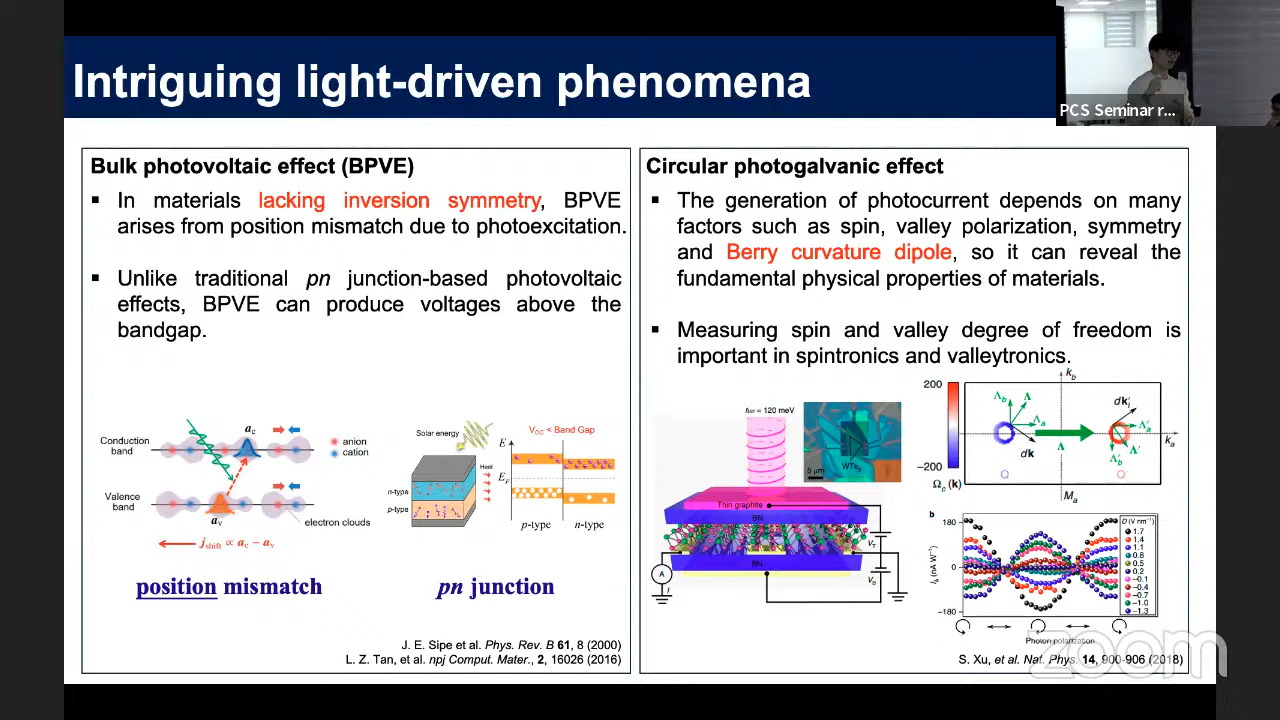 Intriguing light-driven phenomena
PCS Seminar r...
Bulk photovoltaic effect (BPVE)
▪ In materials lacking inversion symmetry, BPVE
arises from position mismatch due to photoexcitation.
▪ Unlike traditional pn junction-based photovoltaic
effects, BPVE can produce voltages above the
bandgap.
Conduction
band
a_c
anion
cation
Valence
band
a_v
electron clouds
j_shift ∝ a_c − a_v
position mismatch
Solar energy
Heat
n-type
p-type
V_OC < Band Gap
E
E_F
p-type
n-type
pn junction
J. E. Sipe et al. Phys. Rev. B 61, 8 (2000)
L. Z. Tan, et al. npj Comput. Mater., 2, 16026 (2016)
Circular photogalvanic effect
▪ The generation of photocurrent depends on many
factors such as spin, valley polarization, symmetry
and Berry curvature dipole, so it can reveal the
fundamental physical properties of materials.
▪ Measuring spin and valley degree of freedom is
important in spintronics and valleytronics.
ħω = 120 meV
5 μm
WTe₂
Thin graphite
BN
BN
A
I
V_T
V_B
200
−200
Ω_c (k)
k_b
k_a
Λ_b
Λ
Λ_a
dk
Λ
dk'_i
Λ'_a
Λ'
Λ'_b
Q
Q
M_a
b
180
0
−180
I_a (nA W⁻¹)
D (V nm⁻¹)
1.7
1.4
1.1
0.8
0.5
0.2
−0.1
−0.4
−0.7
−1.0
−1.3
Photon polarization
S. Xu, et al. Nat. Phys. 14, 900-906 (2018)
zoom